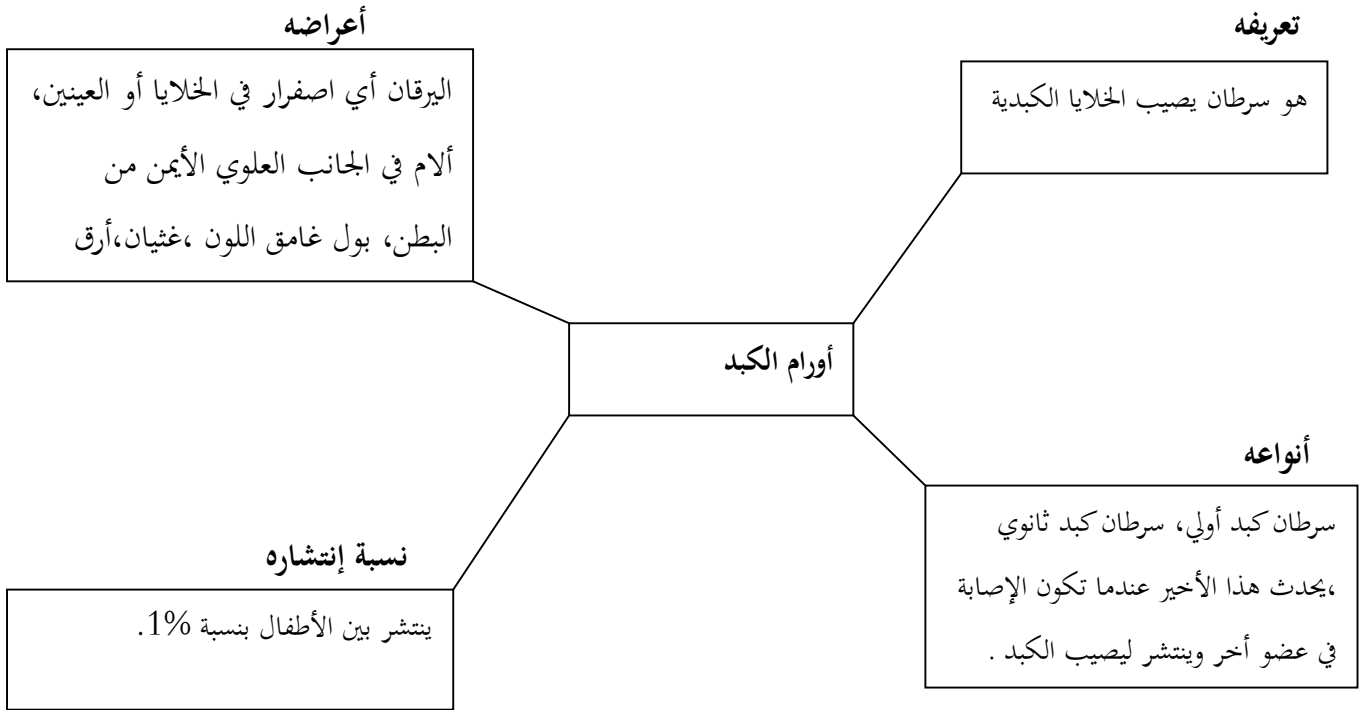 تعريفه
هو سرطان يصيب الخلايا الكبدية
أعراضه
اليرقان أي اصفرار في الخلايا أو العينين،
ألام في الجانب العلوي الأيمن من
البطن، بول غامق اللون ،غثيان،أرق
أورام الكبد
أنواعه
سرطان كبد أولي، سرطان كبد ثانوي
،يحدث هذا الأخير عندما تكون الإصابة
في عضو أخر وينتشر ليصيب الكبد .
نسبة إنتشاره
ينتشر بين الأطفال بنسبة 1%.